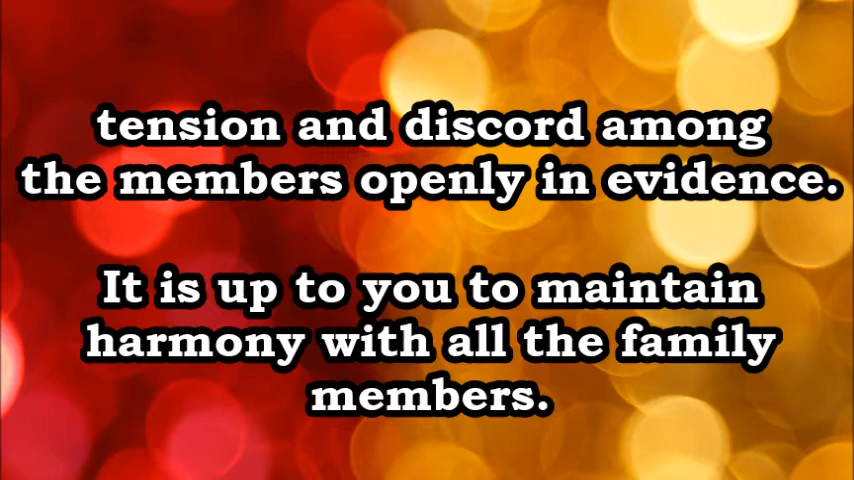 tension and discord among
the members openly in evidence.
It is up to you to maintain
harmony with all the family
members.